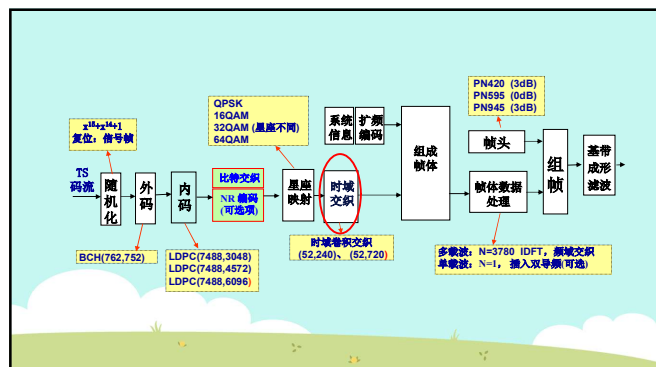 PN420 (3dB)
PN595 (0dB)
PN945 (3dB)
QPSK
16QAM
32QAM (星座不同)
64QAM
x¹⁵+x¹⁴+1
复位：信号帧
系统
信息
扩频
编码
组成
帧体
帧头
组
帧
基带
成形
滤波
TS
码流
随
机
化
外
码
内
码
比特交织
NR 编码
(可选项)
星座
映射
时域
交织
帧体数据
处理
时域卷积交织
(52,240)、 (52,720)
BCH(762,752)
LDPC(7488,3048)
LDPC(7488,4572)
LDPC(7488,6096)
多载波：N=3780 IDFT，频域交织
单载波：N=1， 插入双导频(可选)